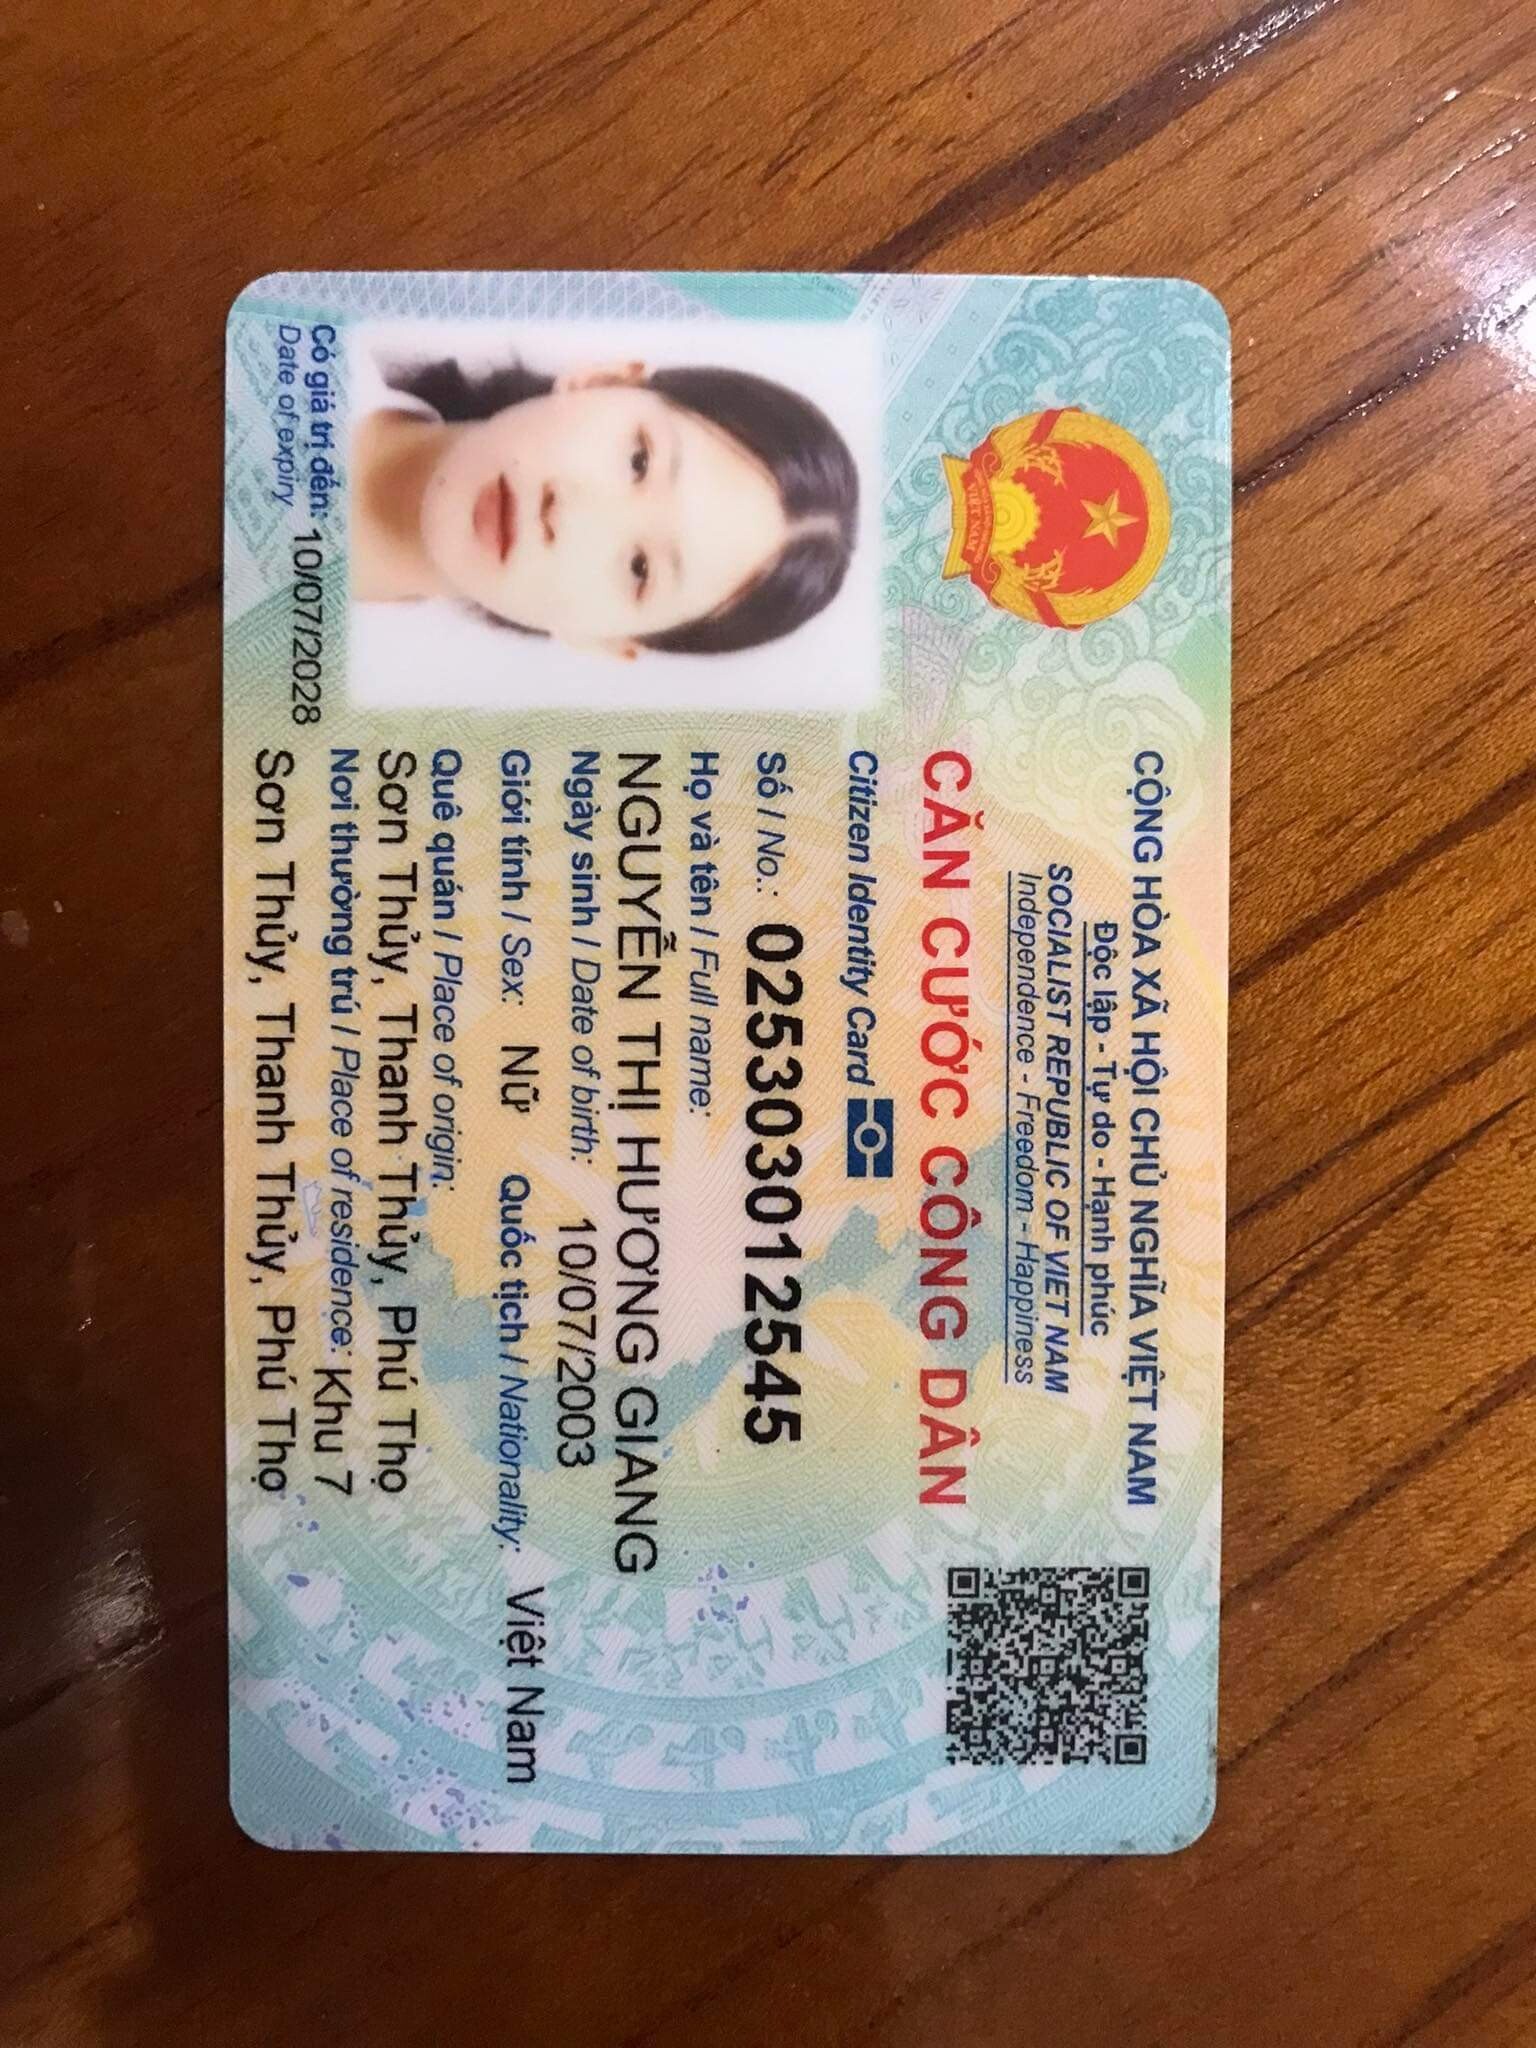 CỘNG HÒA XÃ HỘI CHỦ NGHĨA VIỆT NAM
Độc lập - Tự do - Hạnh phúc
SOCIALIST REPUBLIC OF VIET NAM
Independence - Freedom - Happiness
CĂN CƯỚC CÔNG DÂN
Citizen Identity Card
Số / No.: 025303012545
Họ và tên / Full name:
NGUYỄN THỊ HƯƠNG GIANG
Ngày sinh / Date of birth: 10/07/2003
Giới tính / Sex: Nữ Quốc tịch / Nationality: Việt Nam
Quê quán / Place of origin:
Sơn Thủy, Thanh Thủy, Phú Thọ
Nơi thường trú / Place of residence: Khu 7
Sơn Thủy, Thanh Thủy, Phú Thọ
Có giá trị đến: 10/07/2028
Date of expiry